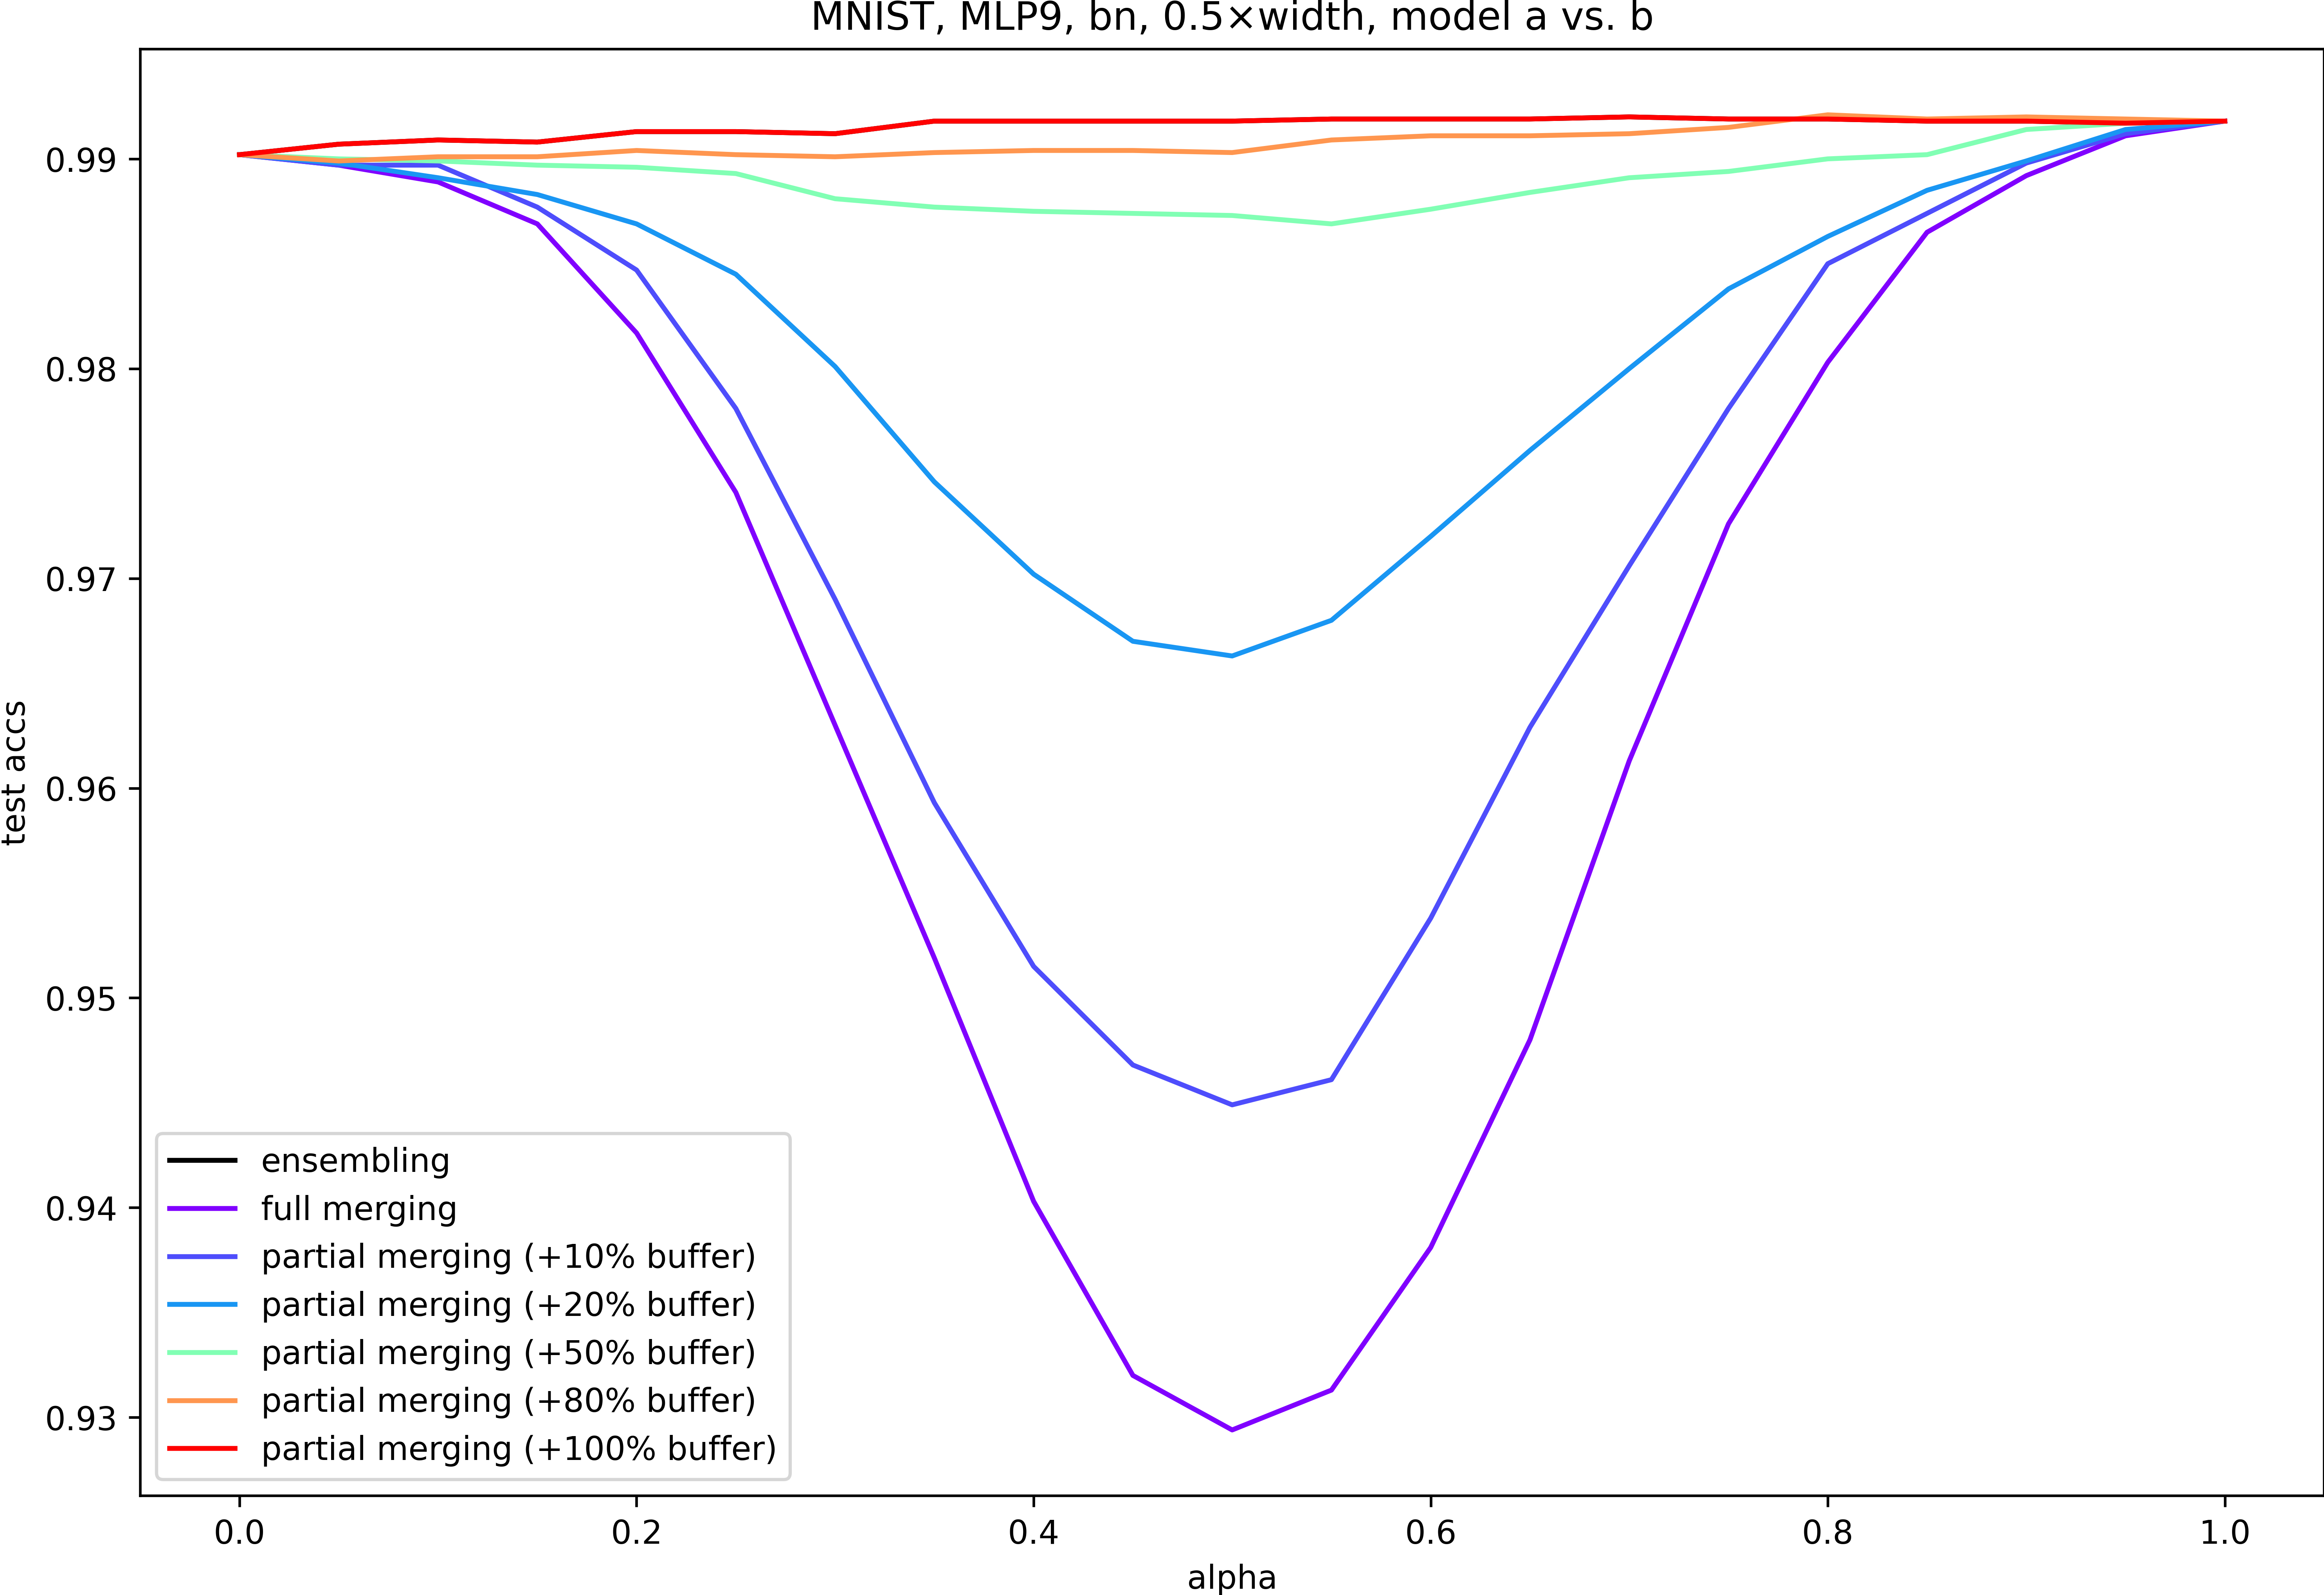 MNIST, MLP9, bn, 0.5×width, model a vs. b
test accs
0.99
0.98
0.97
0.96
0.95
0.94
0.93
ensembling
full merging
partial merging (+10% buffer)
partial merging (+20% buffer)
partial merging (+50% buffer)
partial merging (+80% buffer)
partial merging (+100% buffer)
0.0 0.2 0.4 0.6 0.8 1.0
alpha